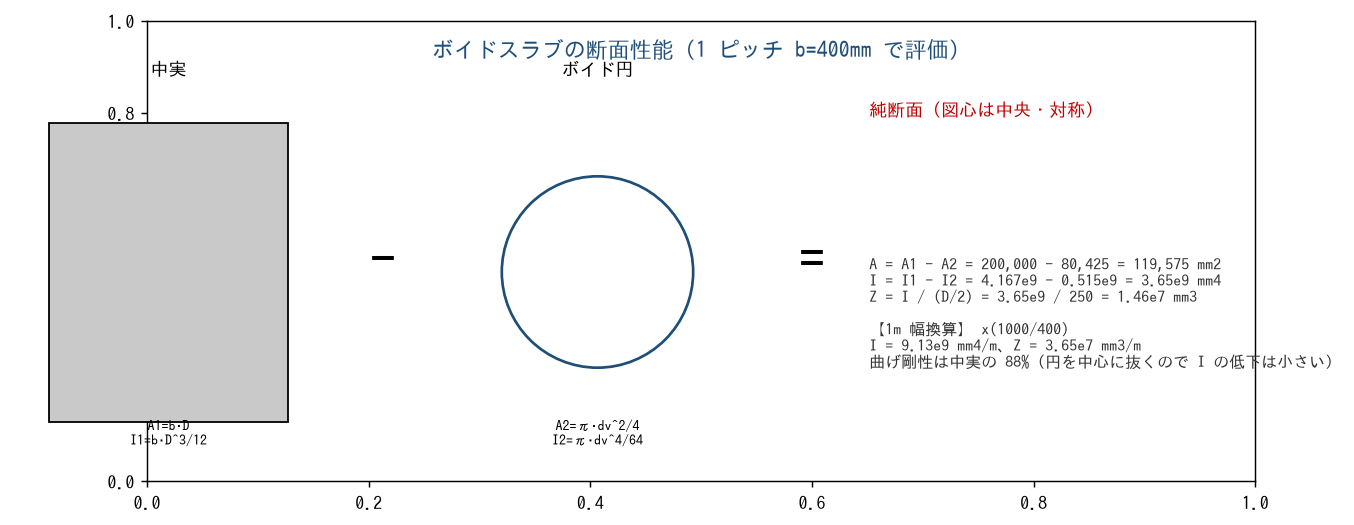 ボイドスラブの断面性能（1 ピッチ b=400mm で評価）
中実
ボイド円
純断面（図心は中央・対称）
−
=
A = A1 - A2 = 200,000 - 80,425 = 119,575 mm2
I = I1 - I2 = 4.167e9 - 0.515e9 = 3.65e9 mm4
Z = I / (D/2) = 3.65e9 / 250 = 1.46e7 mm3
【1m 幅換算】 x(1000/400)
I = 9.13e9 mm4/m、Z = 3.65e7 mm3/m
曲げ剛性は中実の 88%（円を中心に抜くので I の低下は小さい）
A1=b·D
I1=b·D^3/12
A2=π·dv^2/4
I2=π·dv^4/64
1.0
0.8
0.0
0.0
0.2
0.4
0.6
0.8
1.0